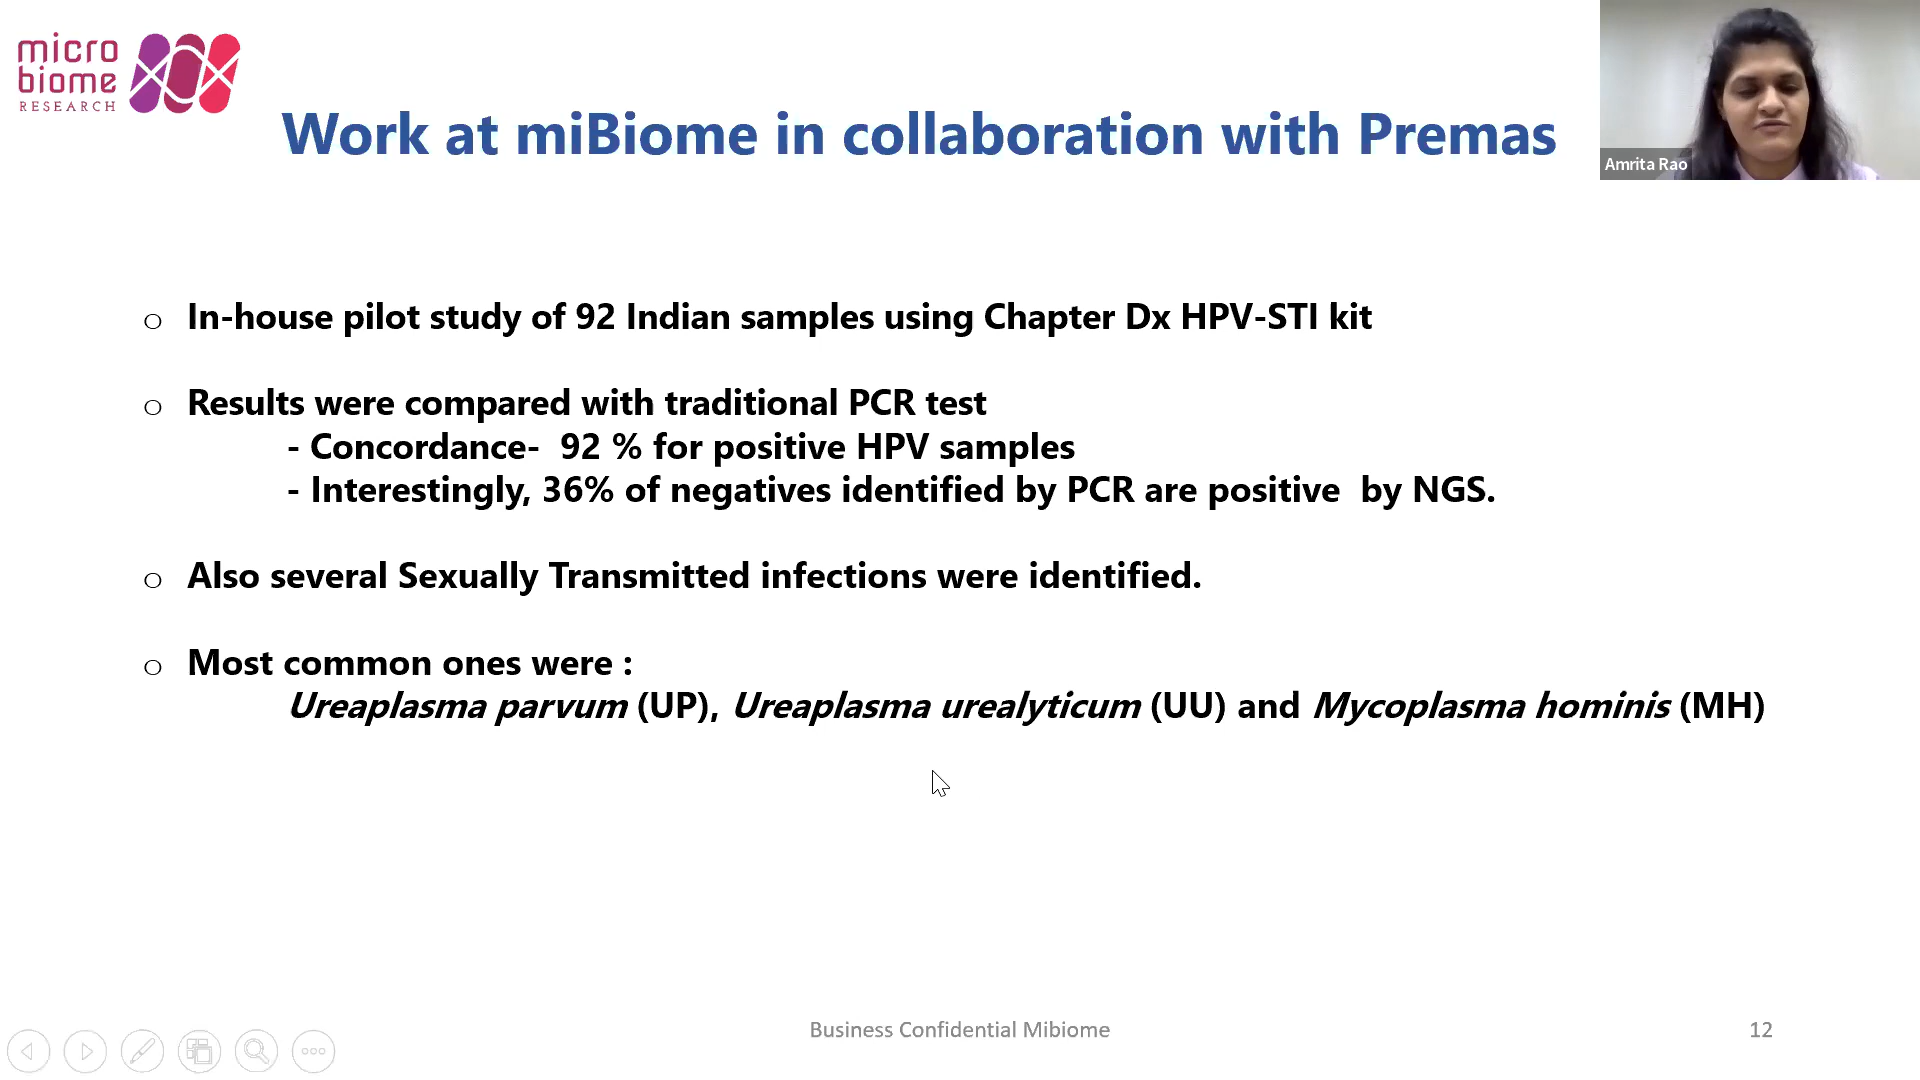 micro
biome
RESEARCH
Work at miBiome in collaboration with Premas
Amrita Rao
o In-house pilot study of 92 Indian samples using Chapter Dx HPV-STI kit
o Results were compared with traditional PCR test
- Concordance-  92 % for positive HPV samples
- Interestingly, 36% of negatives identified by PCR are positive  by NGS.
o Also several Sexually Transmitted infections were identified.
o Most common ones were :
Ureaplasma parvum (UP), Ureaplasma urealyticum (UU) and Mycoplasma hominis (MH)
Business Confidential Mibiome
12